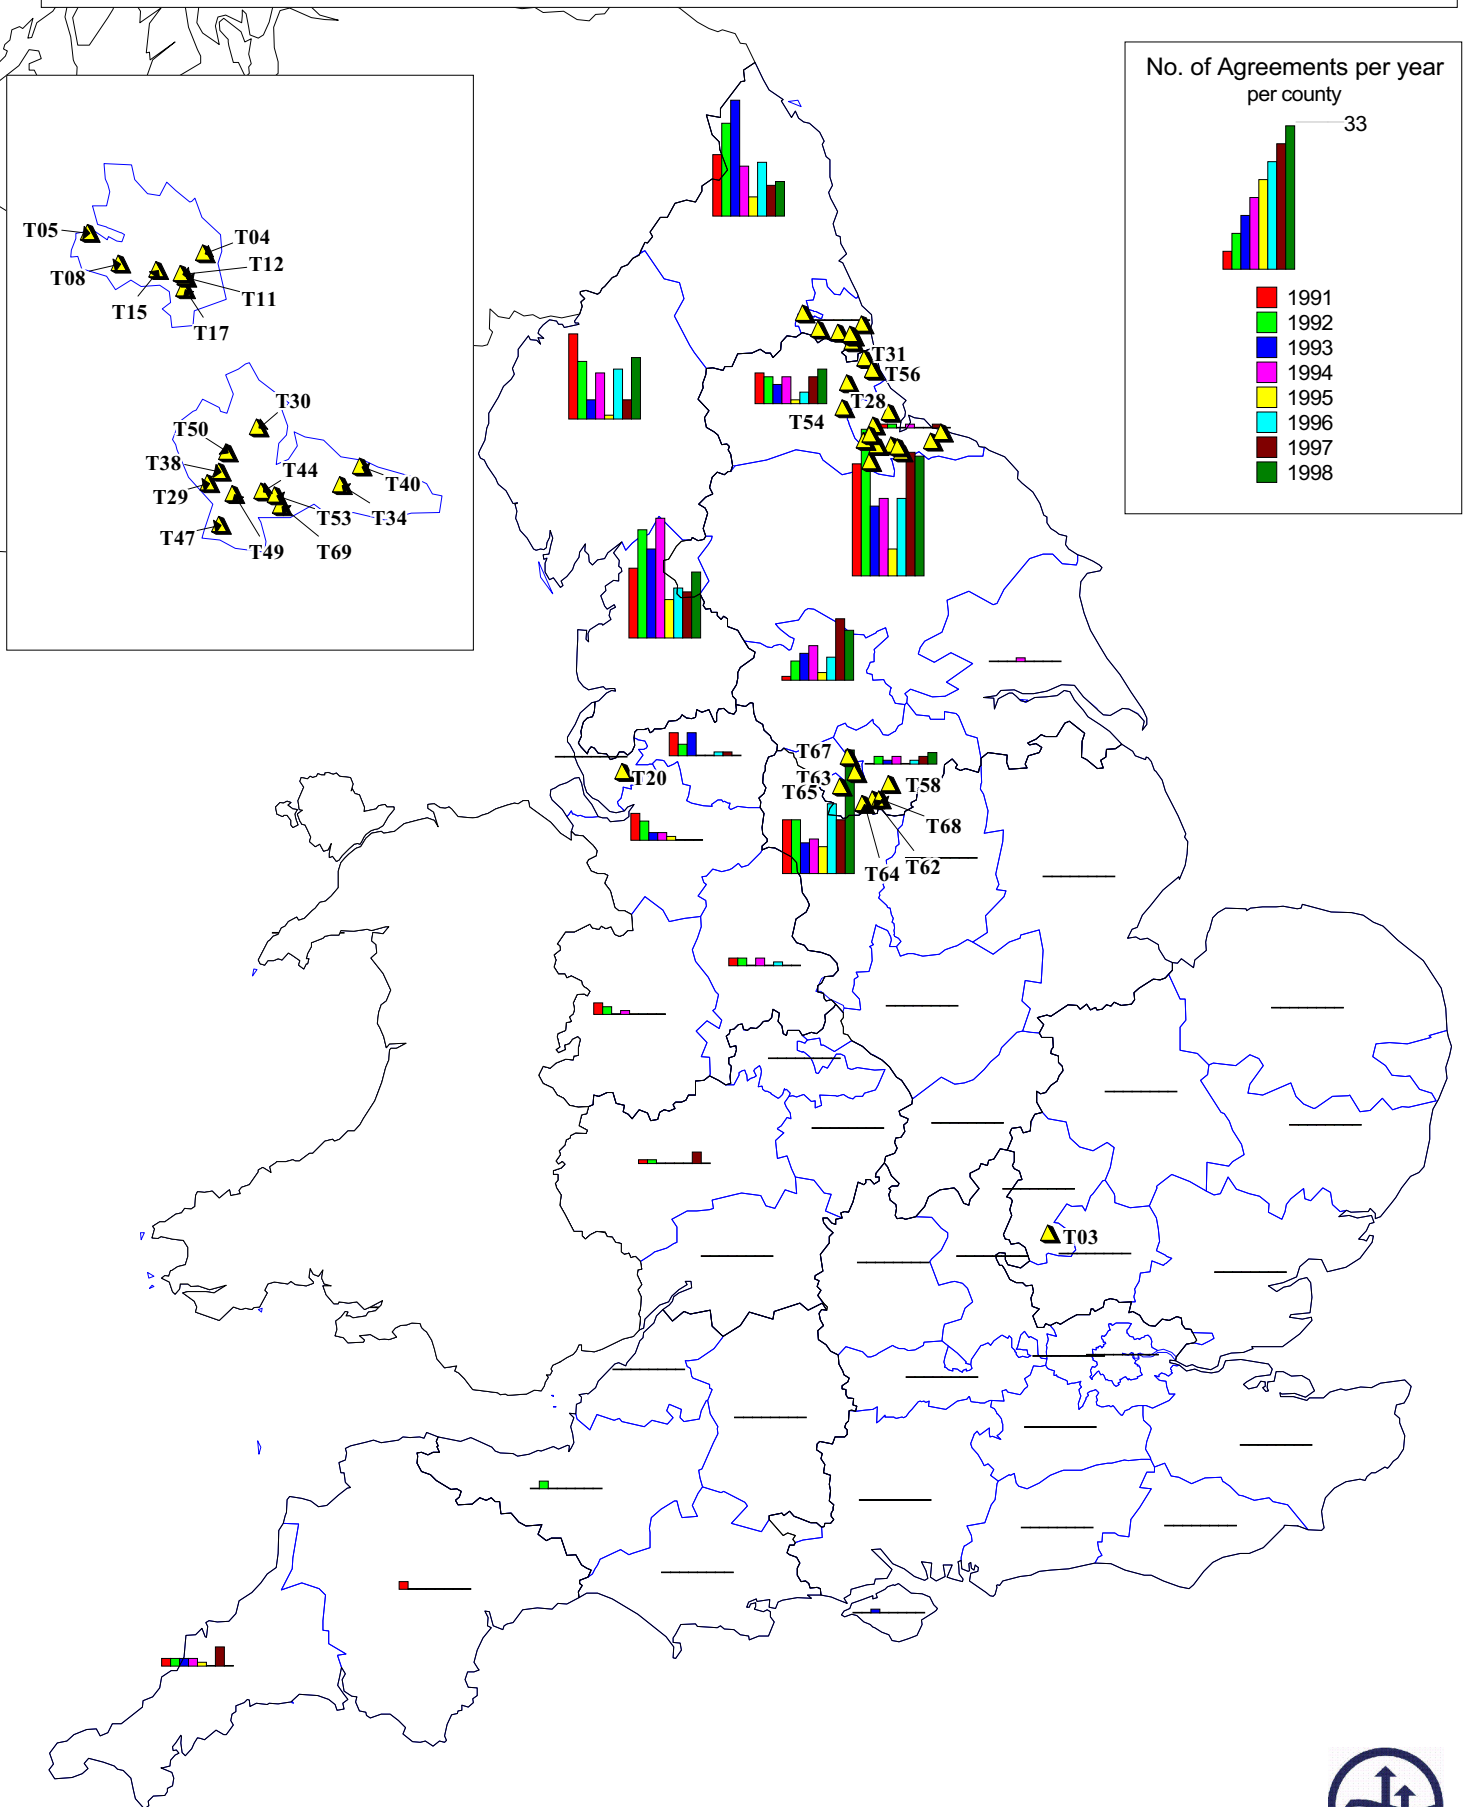 No. of Agreements per year
per county
33
1991
1992
1993
1994
1995
1996
1997
1998
T05
T04
T12
T08
T11
T15
T17
T30
T50
T38
T44
T29
T40
T53
T34
T47
T49
T69
T31
T56
T28
T54
T67
T20
T63
T65
T58
T68
T64
T62
T03